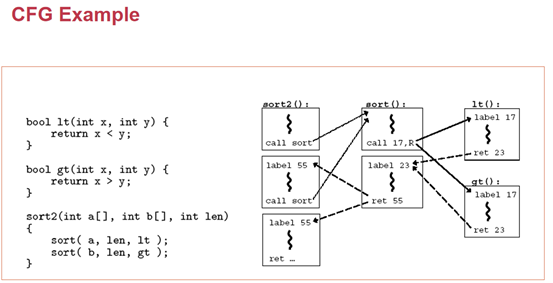 CFG Example
bool lt(int x, int y) {
return x < y;
}
bool gt(int x, int y) {
return x > y;
}
sort2(int a[], int b[], int len)
{
sort( a, len, lt );
sort( b, len, gt );
}
sort2():
call sort
label 55
call sort
label 55
ret ...
sort():
call 17,R
label 23
ret 55
lt():
label 17
ret 23
gt():
label 17
ret 23